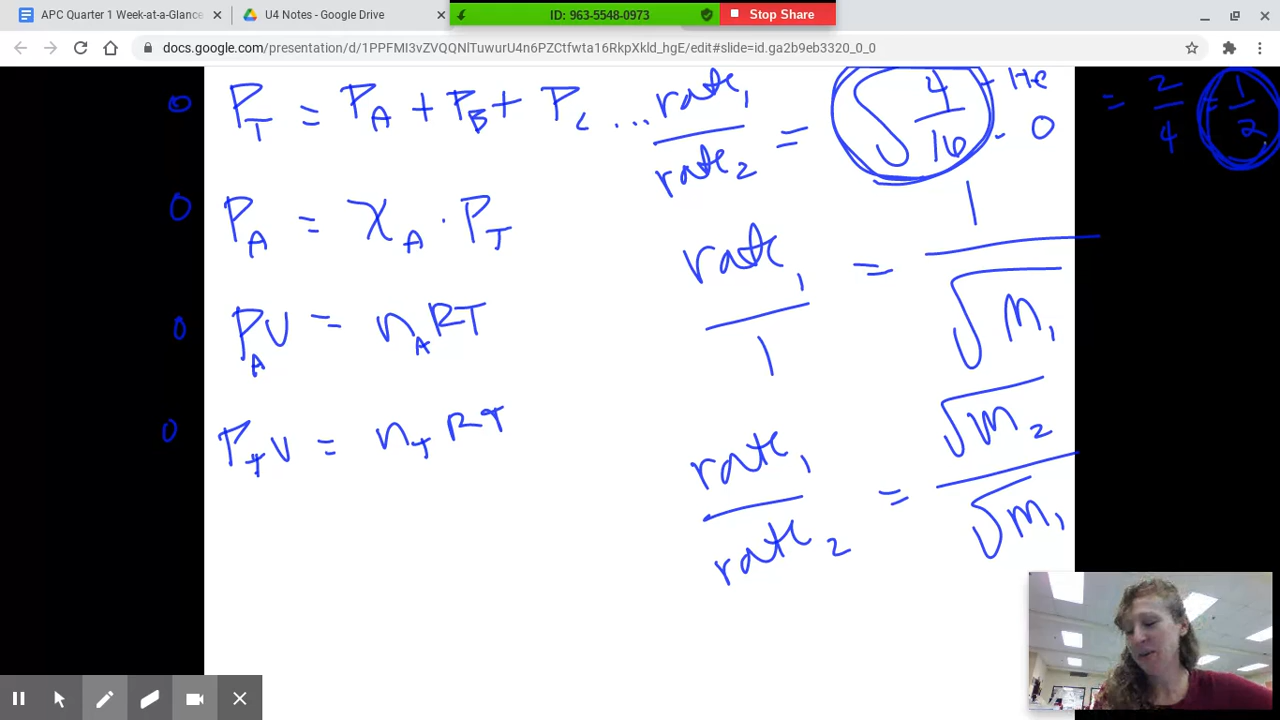 APC Quarter 1 Week-at-a-Glance
U4 Notes - Google Drive
ID: 963-5548-0973
Stop Share
docs.google.com/presentation/d/1PPFMI3vZVQQNlTuwurU4n6PZCtfwta16RkpXkld_hgE/edit#slide=id.ga2b9eb3320_0_0
P_T = P_A + P_B + P_C ...
P_A = X_A · P_T
P_A V = n_A RT
P_T V = n_T RT
rate_1 / rate_2 = √(4/16) - He - O = 2/4 = 1/2
rate_1 / 1 = 1 / √M_1
rate_1 / rate_2 = √M_2 / √M_1